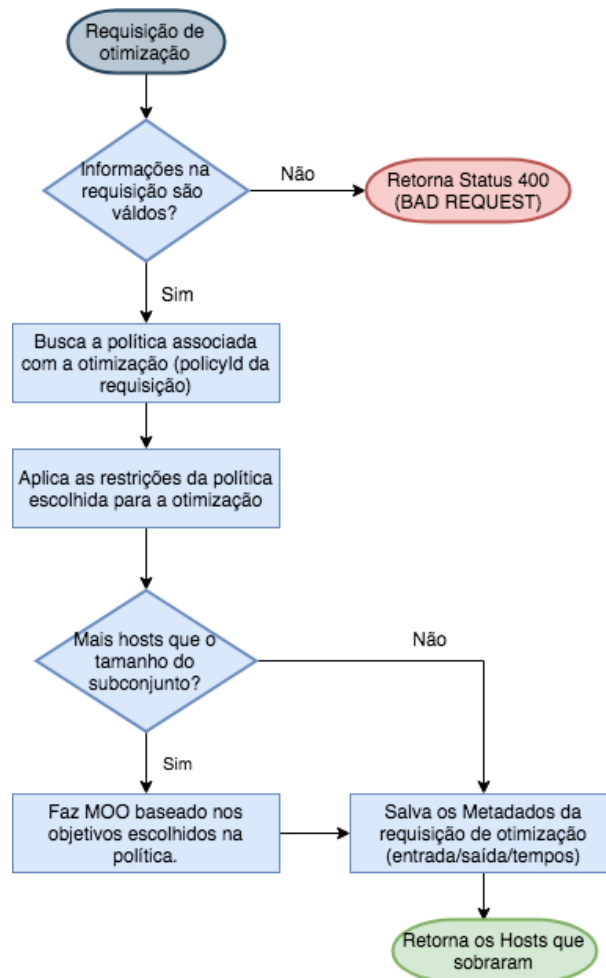 Requisição de
otimização
Informações na
requisição são
váldos?
Não
Retorna Status 400
(BAD REQUEST)
Sim
Busca a política associada
com a otimização (policyId da
requisição)
Aplica as restrições da política
escolhida para a otimização
Mais hosts que o
tamanho do
subconjunto?
Não
Sim
Faz MOO baseado nos
objetivos escolhidos na
política.
Salva os Metadados da
requisição de otimização
(entrada/saída/tempos)
Retorna os Hosts que
sobraram